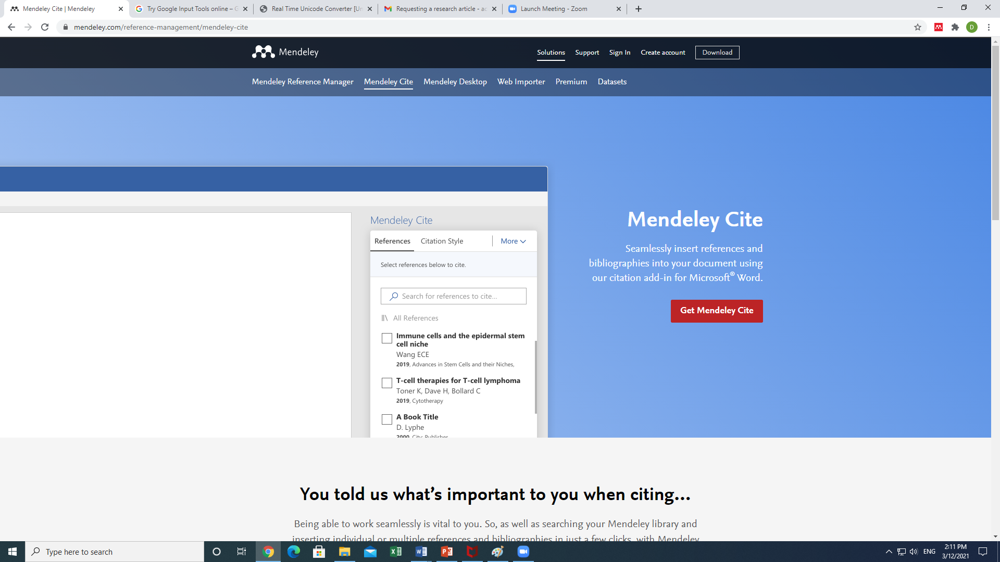 Mendeley Cite | Mendeley
Try Google Input Tools online – G
Real Time Unicode Converter [Un
Requesting a research article - ac
Launch Meeting - Zoom
mendeley.com/reference-management/mendeley-cite
D
Mendeley
Solutions
Support
Sign In
Create account
Download
Mendeley Reference Manager
Mendeley Cite
Mendeley Desktop
Web Importer
Premium
Datasets
Mendeley Cite
References
Citation Style
More
Select references below to cite.
Search for references to cite...
All References
Immune cells and the epidermal stem
cell niche
Wang ECE
2019, Advances in Stem Cells and their Niches,
T-cell therapies for T-cell lymphoma
Toner K, Dave H, Bollard C
2019, Cytotherapy
A Book Title
D. Lyphe
2000, City: Publisher
Mendeley Cite
Seamlessly insert references and
bibliographies into your document using
our citation add-in for Microsoft® Word.
Get Mendeley Cite
You told us what’s important to you when citing...
Being able to work seamlessly is vital to you. So, as well as searching your Mendeley library and
inserting individual or multiple references and bibliographies in just a few clicks, with Mendeley
Type here to search
ENG
2:11 PM
3/12/2021